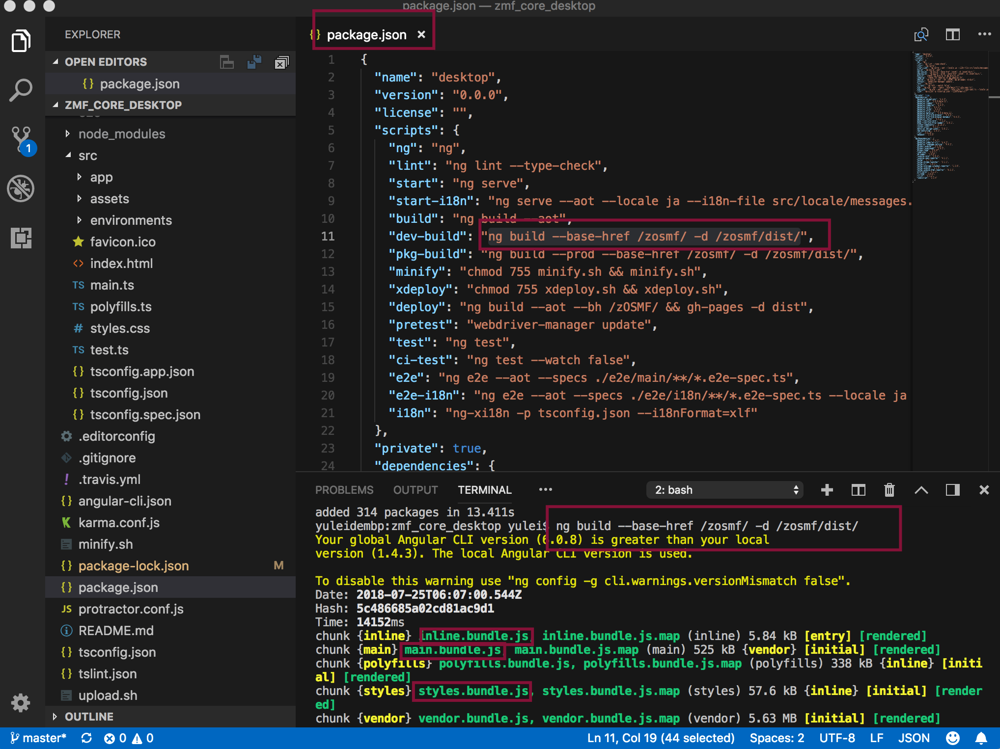 package.json — zmf_core_desktop
EXPLORER
OPEN EDITORS
{} package.json
ZMF_CORE_DESKTOP
node_modules
src
app
assets
environments
favicon.ico
<> index.html
TS main.ts
TS polyfills.ts
# styles.css
TS test.ts
{} tsconfig.app.json
{} tsconfig.json
{} tsconfig.spec.json
.editorconfig
.gitignore
! .travis.yml
{} angular-cli.json
K karma.conf.js
minify.sh
{} package-lock.json M
{} package.json
JS protractor.conf.js
README.md
{} tsconfig.json
{} tslint.json
upload.sh
OUTLINE
1
{} package.json ×
1 {
2 "name": "desktop",
3 "version": "0.0.0",
4 "license": "",
5 "scripts": {
6 "ng": "ng",
7 "lint": "ng lint --type-check",
8 "start": "ng serve",
9 "start-i18n": "ng serve --aot --locale ja --i18n-file src/locale/messages.
10 "build": "ng build --aot",
11 "dev-build": "ng build --base-href /zosmf/ -d /zosmf/dist/",
12 "pkg-build": "ng build --prod --base-href /zosmf/ -d /zosmf/dist/",
13 "minify": "chmod 755 minify.sh && minify.sh",
14 "xdeploy": "chmod 755 xdeploy.sh && xdeploy.sh",
15 "deploy": "ng build --aot --bh /zOSMF/ && gh-pages -d dist",
16 "pretest": "webdriver-manager update",
17 "test": "ng test",
18 "ci-test": "ng test --watch false",
19 "e2e": "ng e2e --aot --specs ./e2e/main/**/*.e2e-spec.ts",
20 "e2e-i18n": "ng e2e --aot --specs ./e2e/i18n/**/*.e2e-spec.ts --locale ja
21 "i18n": "ng-xi18n -p tsconfig.json --i18nFormat=xlf"
22 },
23 "private": true,
24 "dependencies": {
PROBLEMS OUTPUT TERMINAL ••• 2: bash
added 314 packages in 13.411s
yuleidembp:zmf_core_desktop yulei$ ng build --base-href /zosmf/ -d /zosmf/dist/
Your global Angular CLI version (6.0.8) is greater than your local
version (1.4.3). The local Angular CLI version is used.
To disable this warning use "ng config -g cli.warnings.versionMismatch false".
Date: 2018-07-25T06:07:00.544Z
Hash: 5c486685a02cd81ac9d1
Time: 14152ms
chunk {inline} inline.bundle.js, inline.bundle.js.map (inline) 5.84 kB [entry] [rendered]
chunk {main} main.bundle.js, main.bundle.js.map (main) 525 kB {vendor} [initial] [rendered]
chunk {polyfills} polyfills.bundle.js, polyfills.bundle.js.map (polyfills) 338 kB {inline} [initi
al] [rendered]
chunk {styles} styles.bundle.js, styles.bundle.js.map (styles) 57.6 kB {inline} [initial] [render
ed]
chunk {vendor} vendor.bundle.js, vendor.bundle.js.map (vendor) 5.63 MB [initial] [rendered]
master* 0 0 Ln 11, Col 19 (44 selected) Spaces: 2 UTF-8 LF JSON